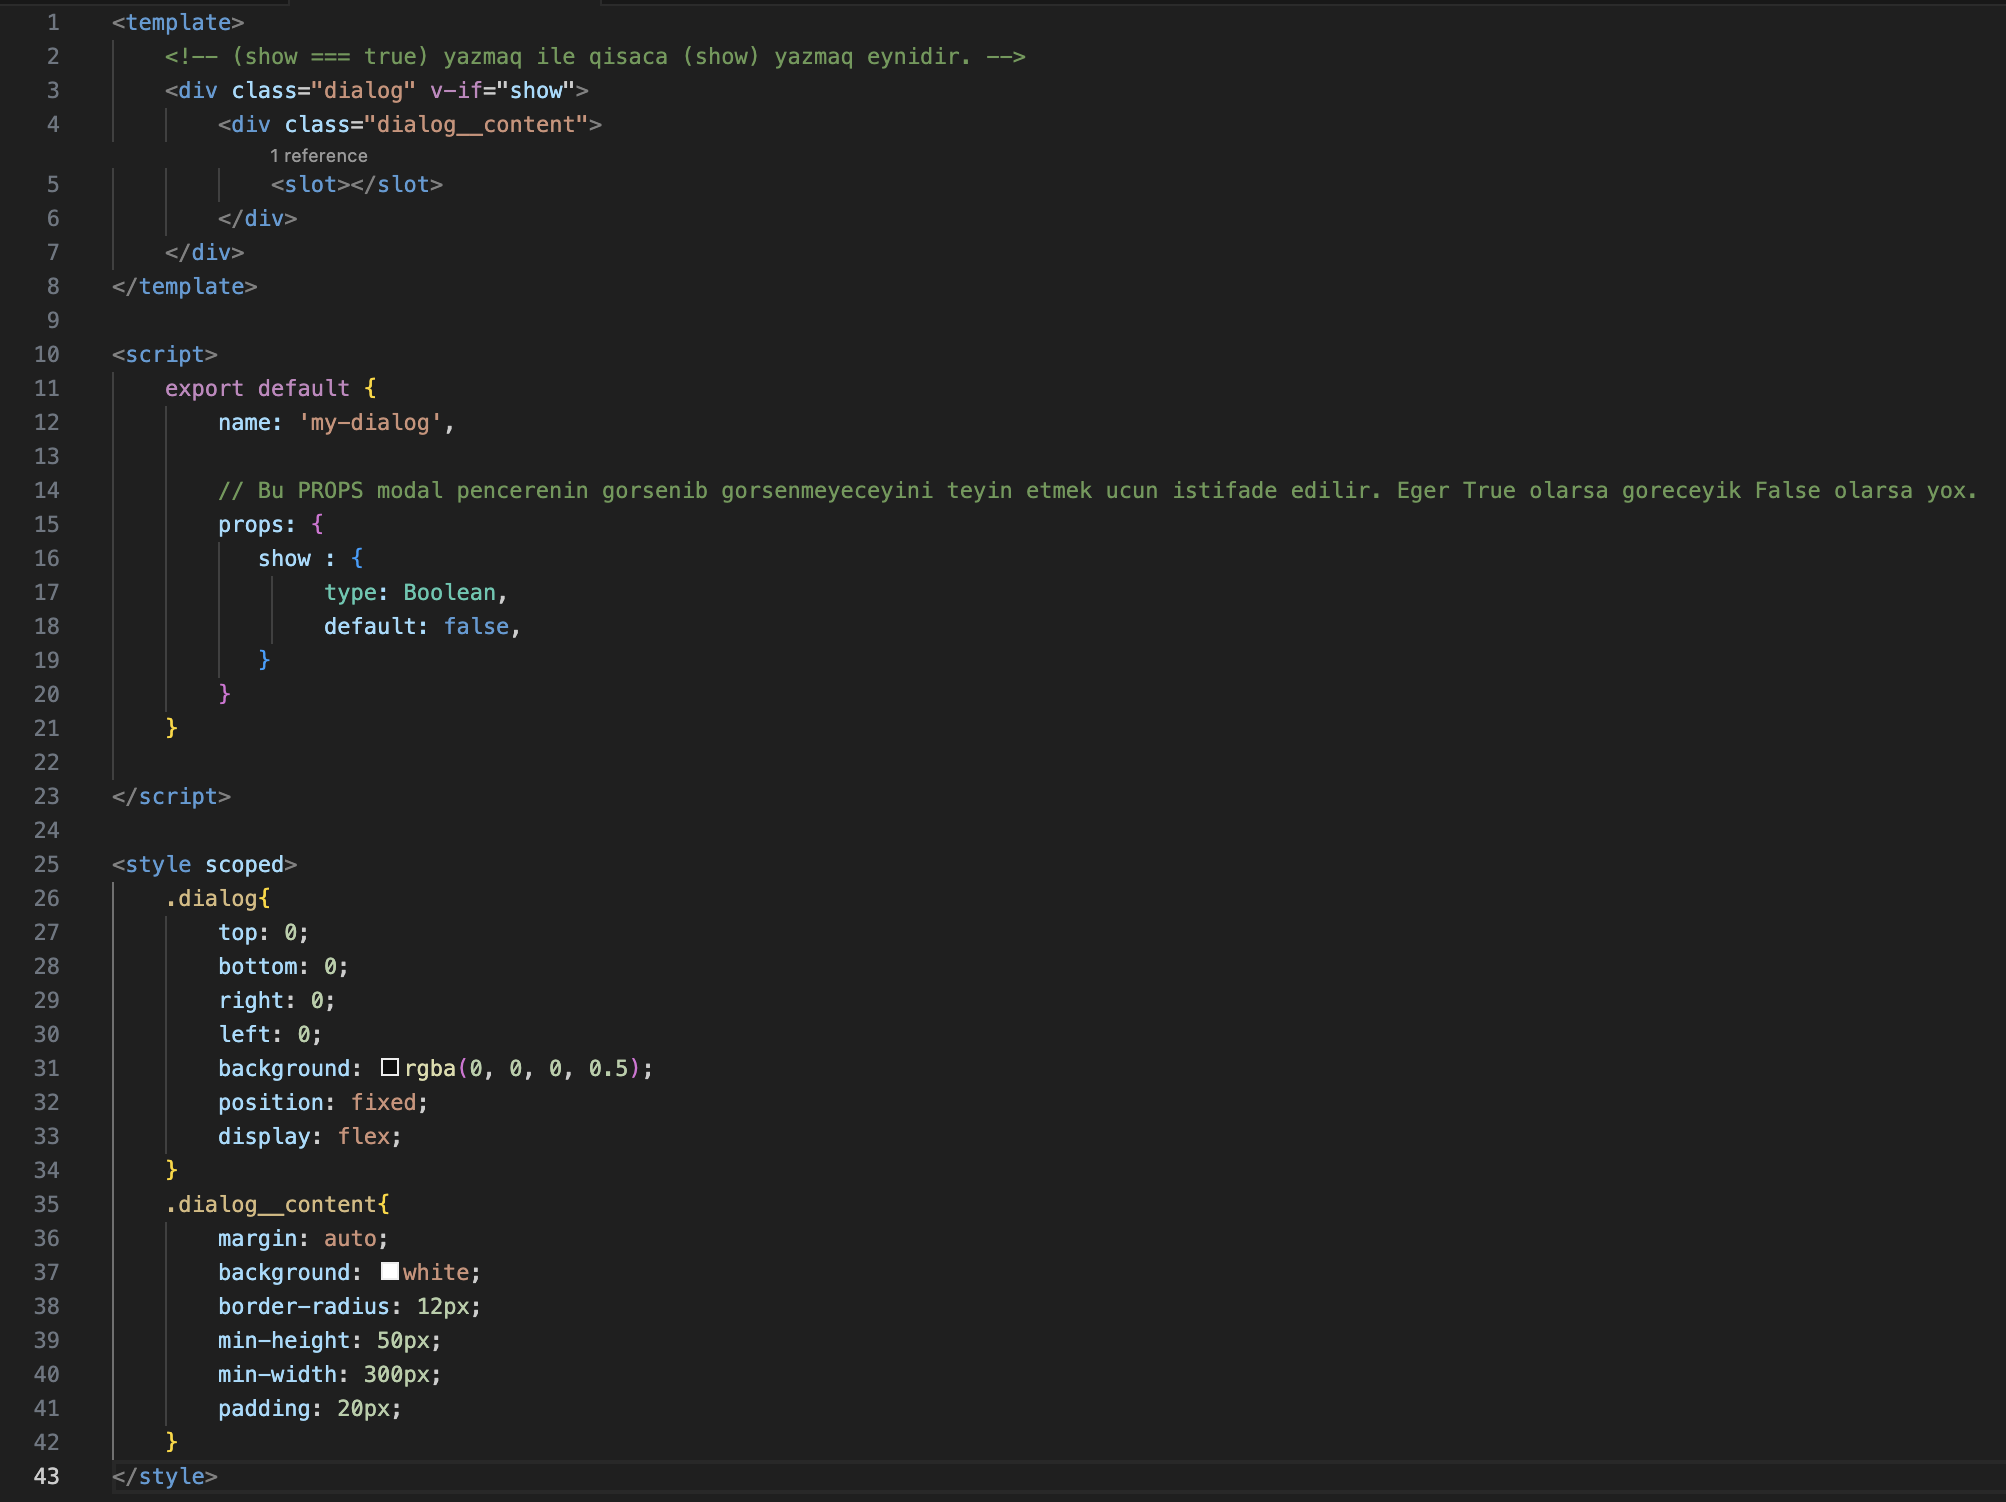 1 <template>
2     <!-- (show === true) yazmaq ile qisaca (show) yazmaq eynidir. -->
3     <div class="dialog" v-if="show">
4         <div class="dialog__content">
            1 reference
5             <slot></slot>
6         </div>
7     </div>
8 </template>
9
10 <script>
11     export default {
12         name: 'my-dialog',
13
14         // Bu PROPS modal pencerenin gorsenib gorsenmeyeceyini teyin etmek ucun istifade edilir. Eger True olarsa goreceyik False olarsa yox.
15         props: {
16            show : {
17                 type: Boolean,
18                 default: false,
19            }
20         }
21     }
22
23 </script>
24
25 <style scoped>
26     .dialog{
27         top: 0;
28         bottom: 0;
29         right: 0;
30         left: 0;
31         background: rgba(0, 0, 0, 0.5);
32         position: fixed;
33         display: flex;
34     }
35     .dialog__content{
36         margin: auto;
37         background: white;
38         border-radius: 12px;
39         min-height: 50px;
40         min-width: 300px;
41         padding: 20px;
42     }
43 </style>